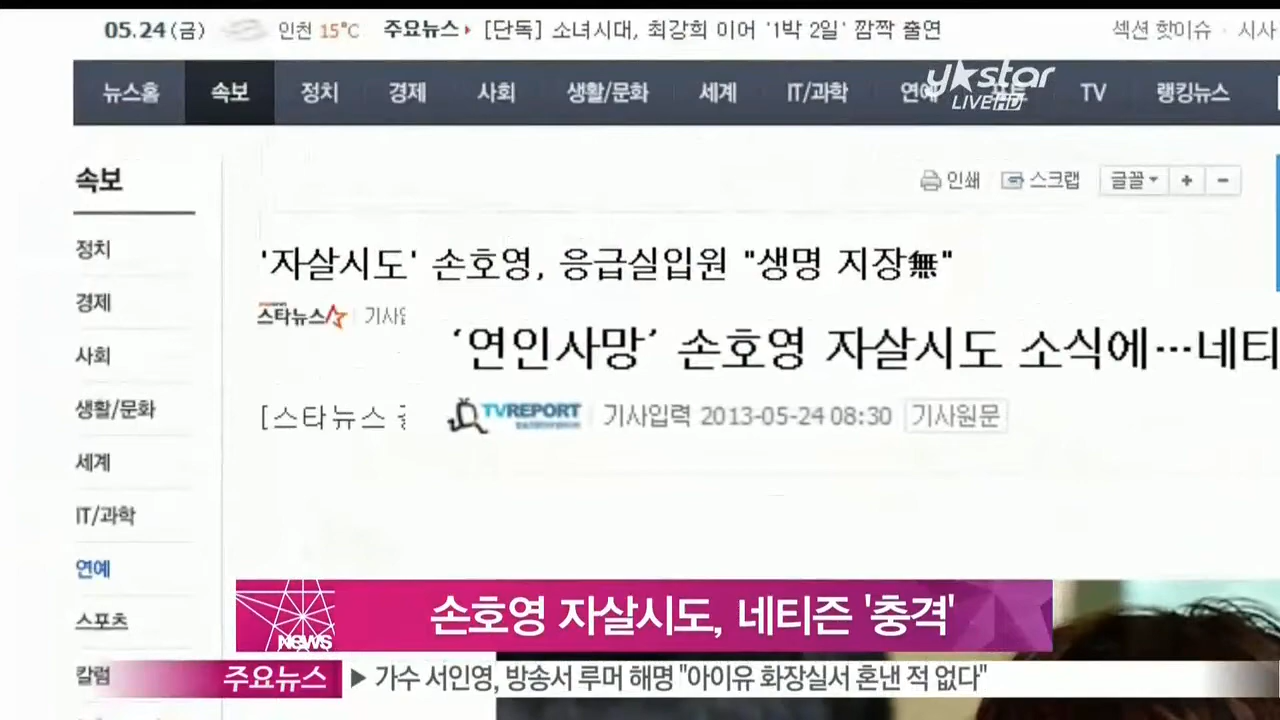 05.24(금) 인천 15℃ 주요뉴스 [단독] 소녀시대, 최강희 이어 '1박 2일' 깜짝 출연 섹션 핫이슈 · 시사
뉴스홈 속보 정치 경제 사회 생활/문화 세계 IT/과학 연예 포토 TV 랭킹뉴스
y★star
LIVE HD
속보
인쇄 스크랩 글꼴 + -
정치
경제
사회
생활/문화
세계
IT/과학
연예
스포츠
칼럼
'자살시도' 손호영, 응급실입원 "생명 지장無"
스타뉴스 기사입
‘연인사망’ 손호영 자살시도 소식에…네티
[스타뉴스
TVREPORT 기사입력 2013-05-24 08:30 기사원문
NEWS 손호영 자살시도, 네티즌 '충격'
주요뉴스 ▶ 가수 서인영, 방송서 루머 해명 "아이유 화장실서 혼낸 적 없다"